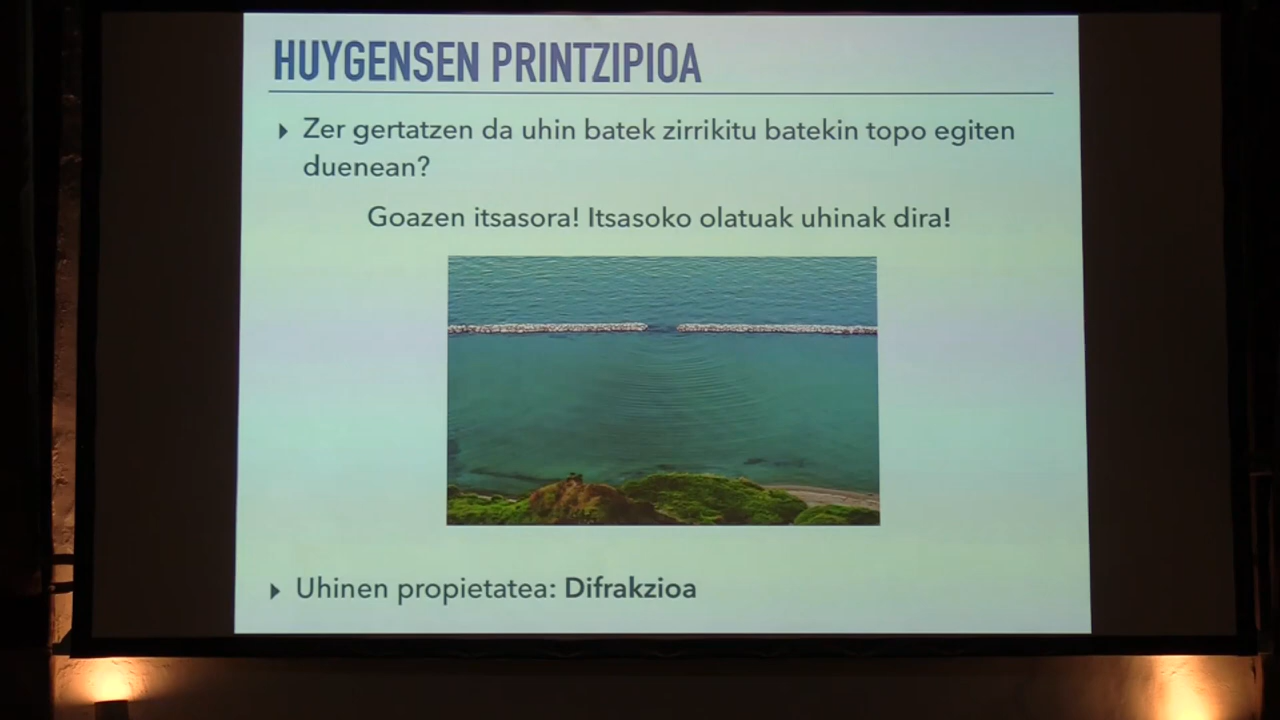 HUYGENSEN PRINTZIPIOA
Zer gertatzen da uhin batek zirrikitu batekin topo egiten
duenean?
Goazen itsasora! Itsasoko olatuak uhinak dira!
Uhinen propietatea: Difrakzioa